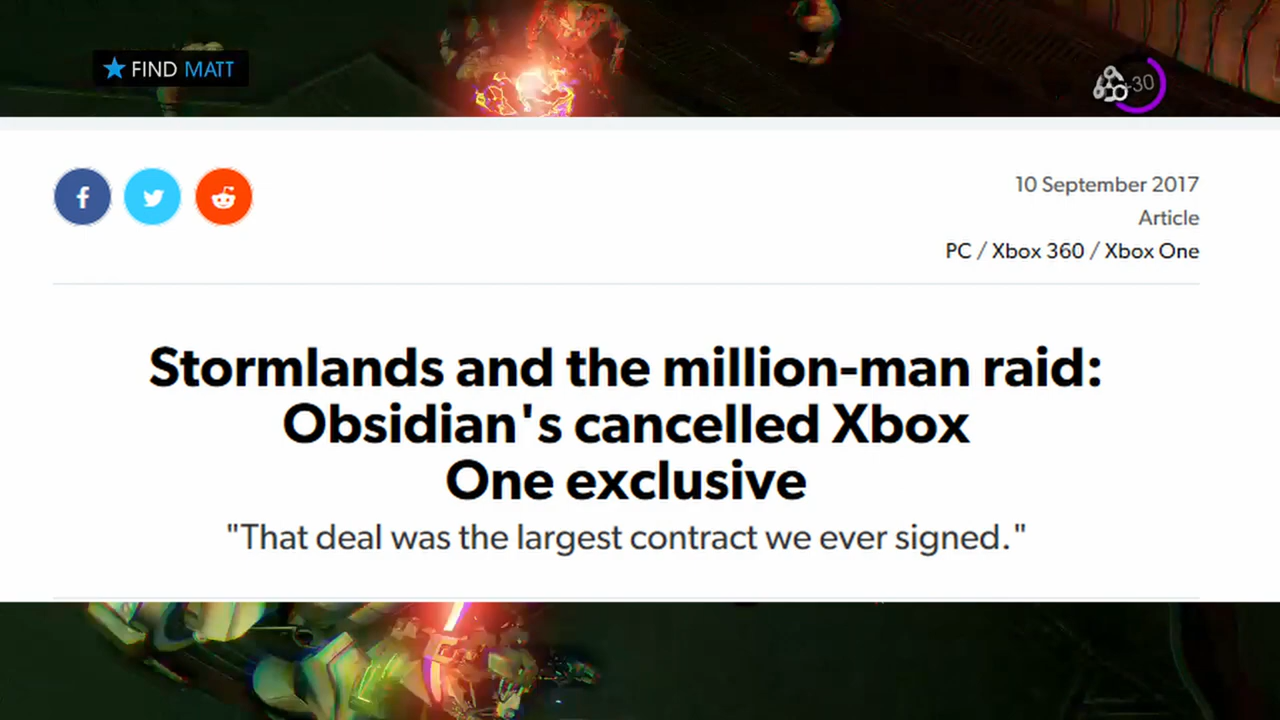 FIND MATT
-30
10 September 2017
Article
PC / Xbox 360 / Xbox One
Stormlands and the million-man raid:
Obsidian's cancelled Xbox
One exclusive
"That deal was the largest contract we ever signed."